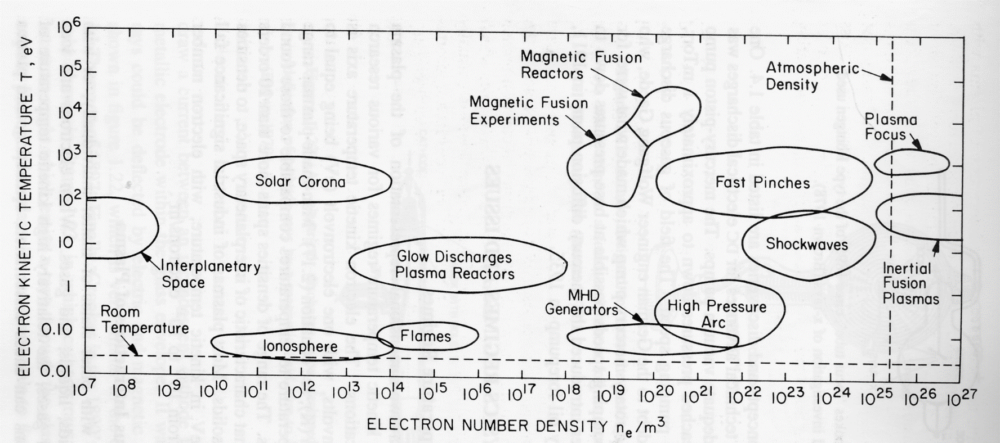 10⁶
10⁵
10⁴
10³
10²
10
1
0.10
0.01
ELECTRON KINETIC TEMPERATURE T, eV
Magnetic Fusion
Reactors
Magnetic Fusion
Experiments
Atmospheric
Density
Plasma
Focus
Solar Corona
Fast Pinches
Interplanetary
Space
Glow Discharges
Plasma Reactors
Shockwaves
Inertial
Fusion
Plasmas
MHD
Generators
High Pressure
Arc
Room
Temperature
Ionosphere
Flames
10⁷ 10⁸ 10¹⁰ 10¹¹ 10¹² 10¹³ 10¹⁴ 10¹⁵ 10¹⁶ 10¹⁷ 10¹⁸ 10¹⁹ 10²⁰ 10²¹ 10²² 10²³ 10²⁴ 10²⁵ 10²⁶ 10²⁷
ELECTRON NUMBER DENSITY nₑ/m³